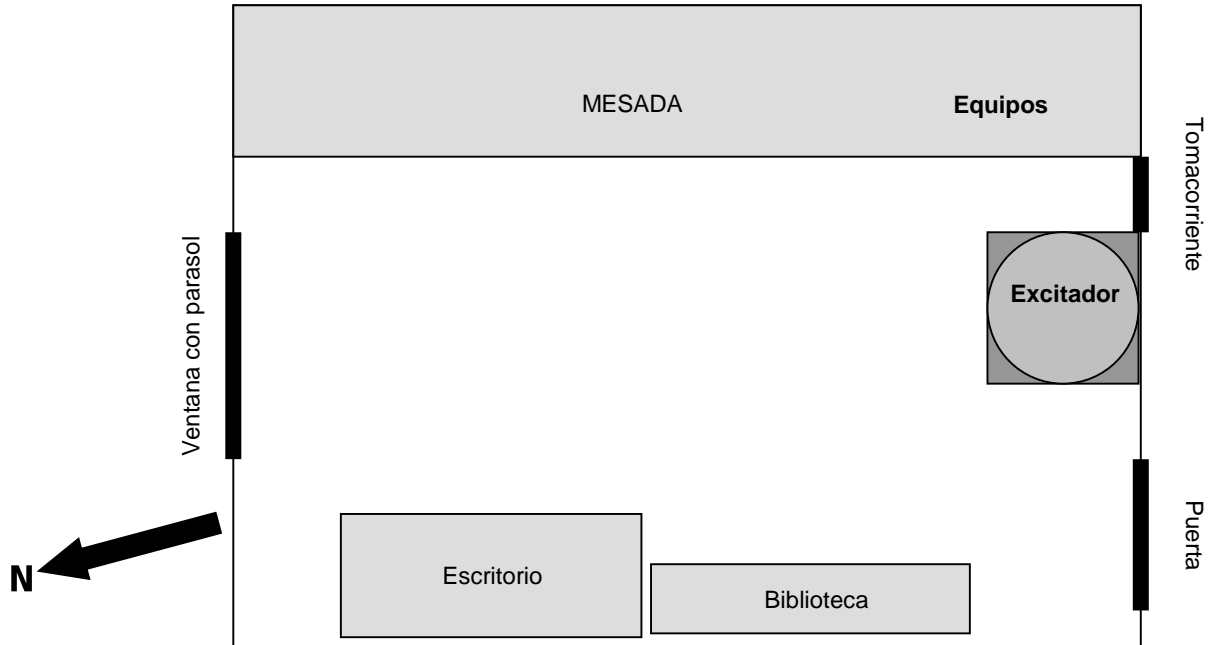 MESADA
Equipos
Tomacorriente
Ventana con parasol
Excitador
N
Escritorio
Biblioteca
Puerta